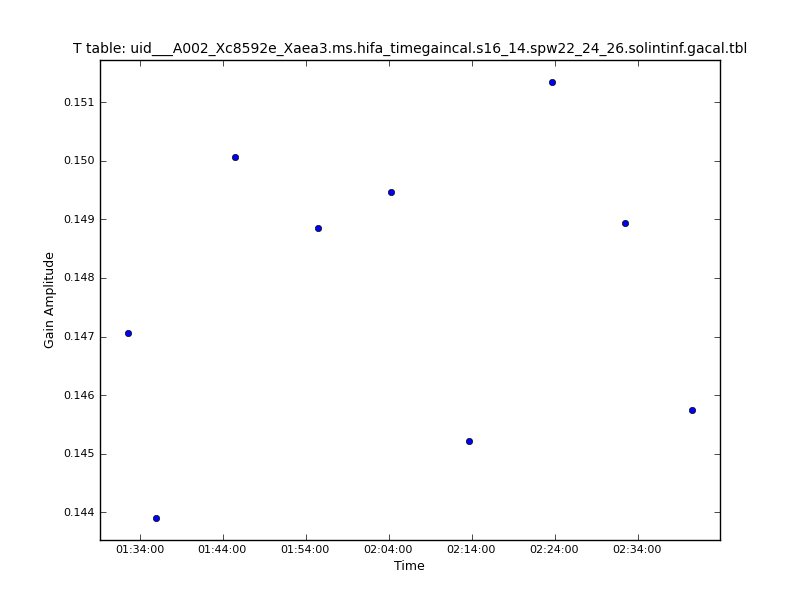 T table: uid___A002_Xc8592e_Xaea3.ms.hifa_timegaincal.s16_14.spw22_24_26.solintinf.gacal.tbl
0.151
0.150
0.149
0.148
0.147
0.146
0.145
0.144
Gain Amplitude
01:34:00 01:44:00 01:54:00 02:04:00 02:14:00 02:24:00 02:34:00
Time